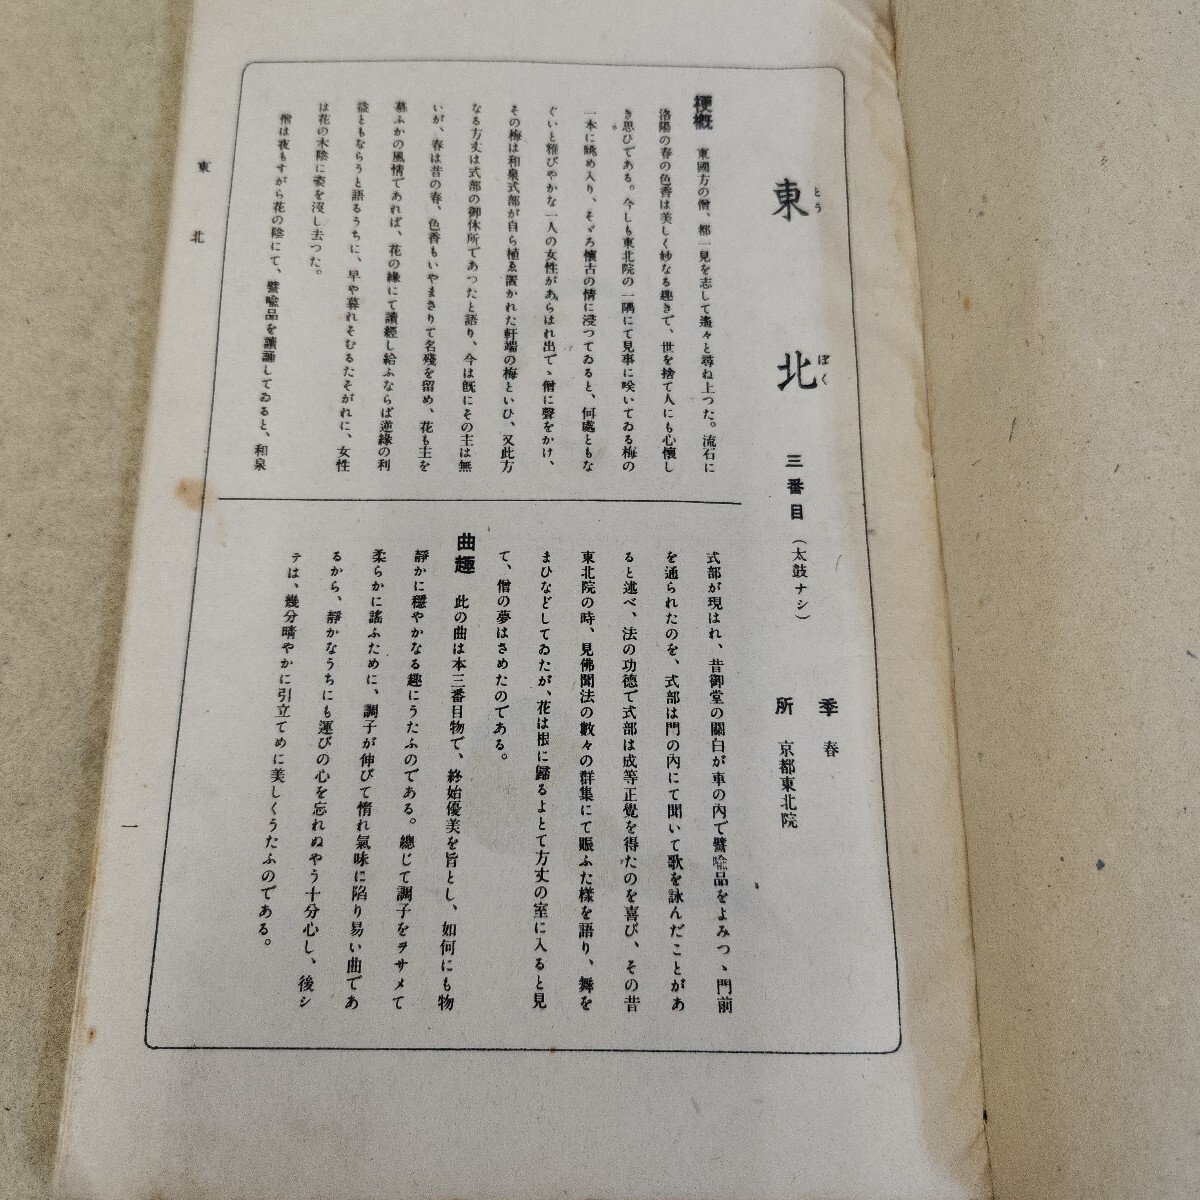 東北
とう ぼく
三番目（太鼓ナシ）
季 春
所 京都東北院
梗槪 東國方の僧、都一見を志して遙々と尋ね上つた。流石に
洛陽の春の色香は美しく妙なる趣きで、世を捨て人にも心懷し
き思ひである。今しも東北院の一隅にて見事に咲いてゐる梅の
一本に眺め入り、そゞろ懷古の情に浸つてゐると、何處ともな
ぐいと雅びやかな一人の女性があらはれ出でゝ僧に聲をかけ、
その梅は和泉式部が自ら植ゑ置かれた軒端の梅といひ、又此方
なる方丈は式部の御休所であつたと語り、今は旣にその主は無
いが、春は昔の春、色香もいやまさりて名殘を留め、花も主を
慕ふかの風情であれば、花の緣にて讀經し給ふならば逆緣の利
益ともならうと語るうちに、早や暮れそむるたそがれに、女性
は花の木陰に姿を沒し去つた。
僧は夜もすがら花の陰にて、譬喩品を讀誦してゐると、和泉
式部が現はれ、昔御堂の關白が車の內で譬喩品をよみつゝ門前
を通られたのを、式部は門の內にて聞いて歌を詠んだことがあ
ると述べ、法の功德で式部は成等正覺を得たのを喜び、その昔
東北院の時、見佛聞法の數々の群集にて賑ふた樣を語り、舞を
まひなどしてゐたが、花は根に歸るよとて方丈の室に入ると見
て、僧の夢はさめたのである。
曲趣 此の曲は本三番目物で、終始優美を旨とし、如何にも物
靜かに穩やかなる趣にうたふのである。總じて調子をヲサメて
柔らかに謠ふために、調子が伸びて惰れ氣味に陷り易い曲であ
るから、靜かなうちにも運びの心を忘れぬやう十分心し、後シ
テは、幾分晴やかに引立てめに美しくうたふのである。
東北
一